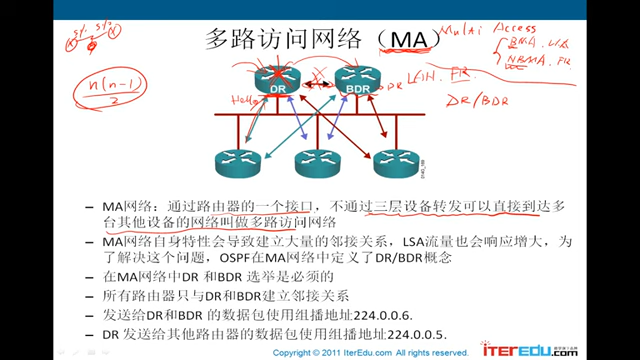 多路访问网络（MA）
Multi Access
BMA
NBMA. FR
LAN. FR
DR/BDR
n(n-1)
2
Hello
DR
BDR
DR
— MA网络：通过路由器的一个接口，不通过三层设备转发可以直接到达多
台其他设备的网络叫做多路访问网络
— MA网络自身特性会导致建立大量的邻接关系，LSA流量也会响应增大，为
了解决这个问题，OSPF在MA网络中定义了DR/BDR概念
— 在MA网络中DR 和BDR 选举是必须的
— 所有路由器只与DR和BDR建立邻接关系
— 发送给DR和BDR 的数据包使用组播地址224.0.0.6.
— DR 发送给其他路由器的数据包使用组播地址224.0.0.5.
iTEREDU.com
Copyright © 2011 IterEdu.com. All rights reserved.